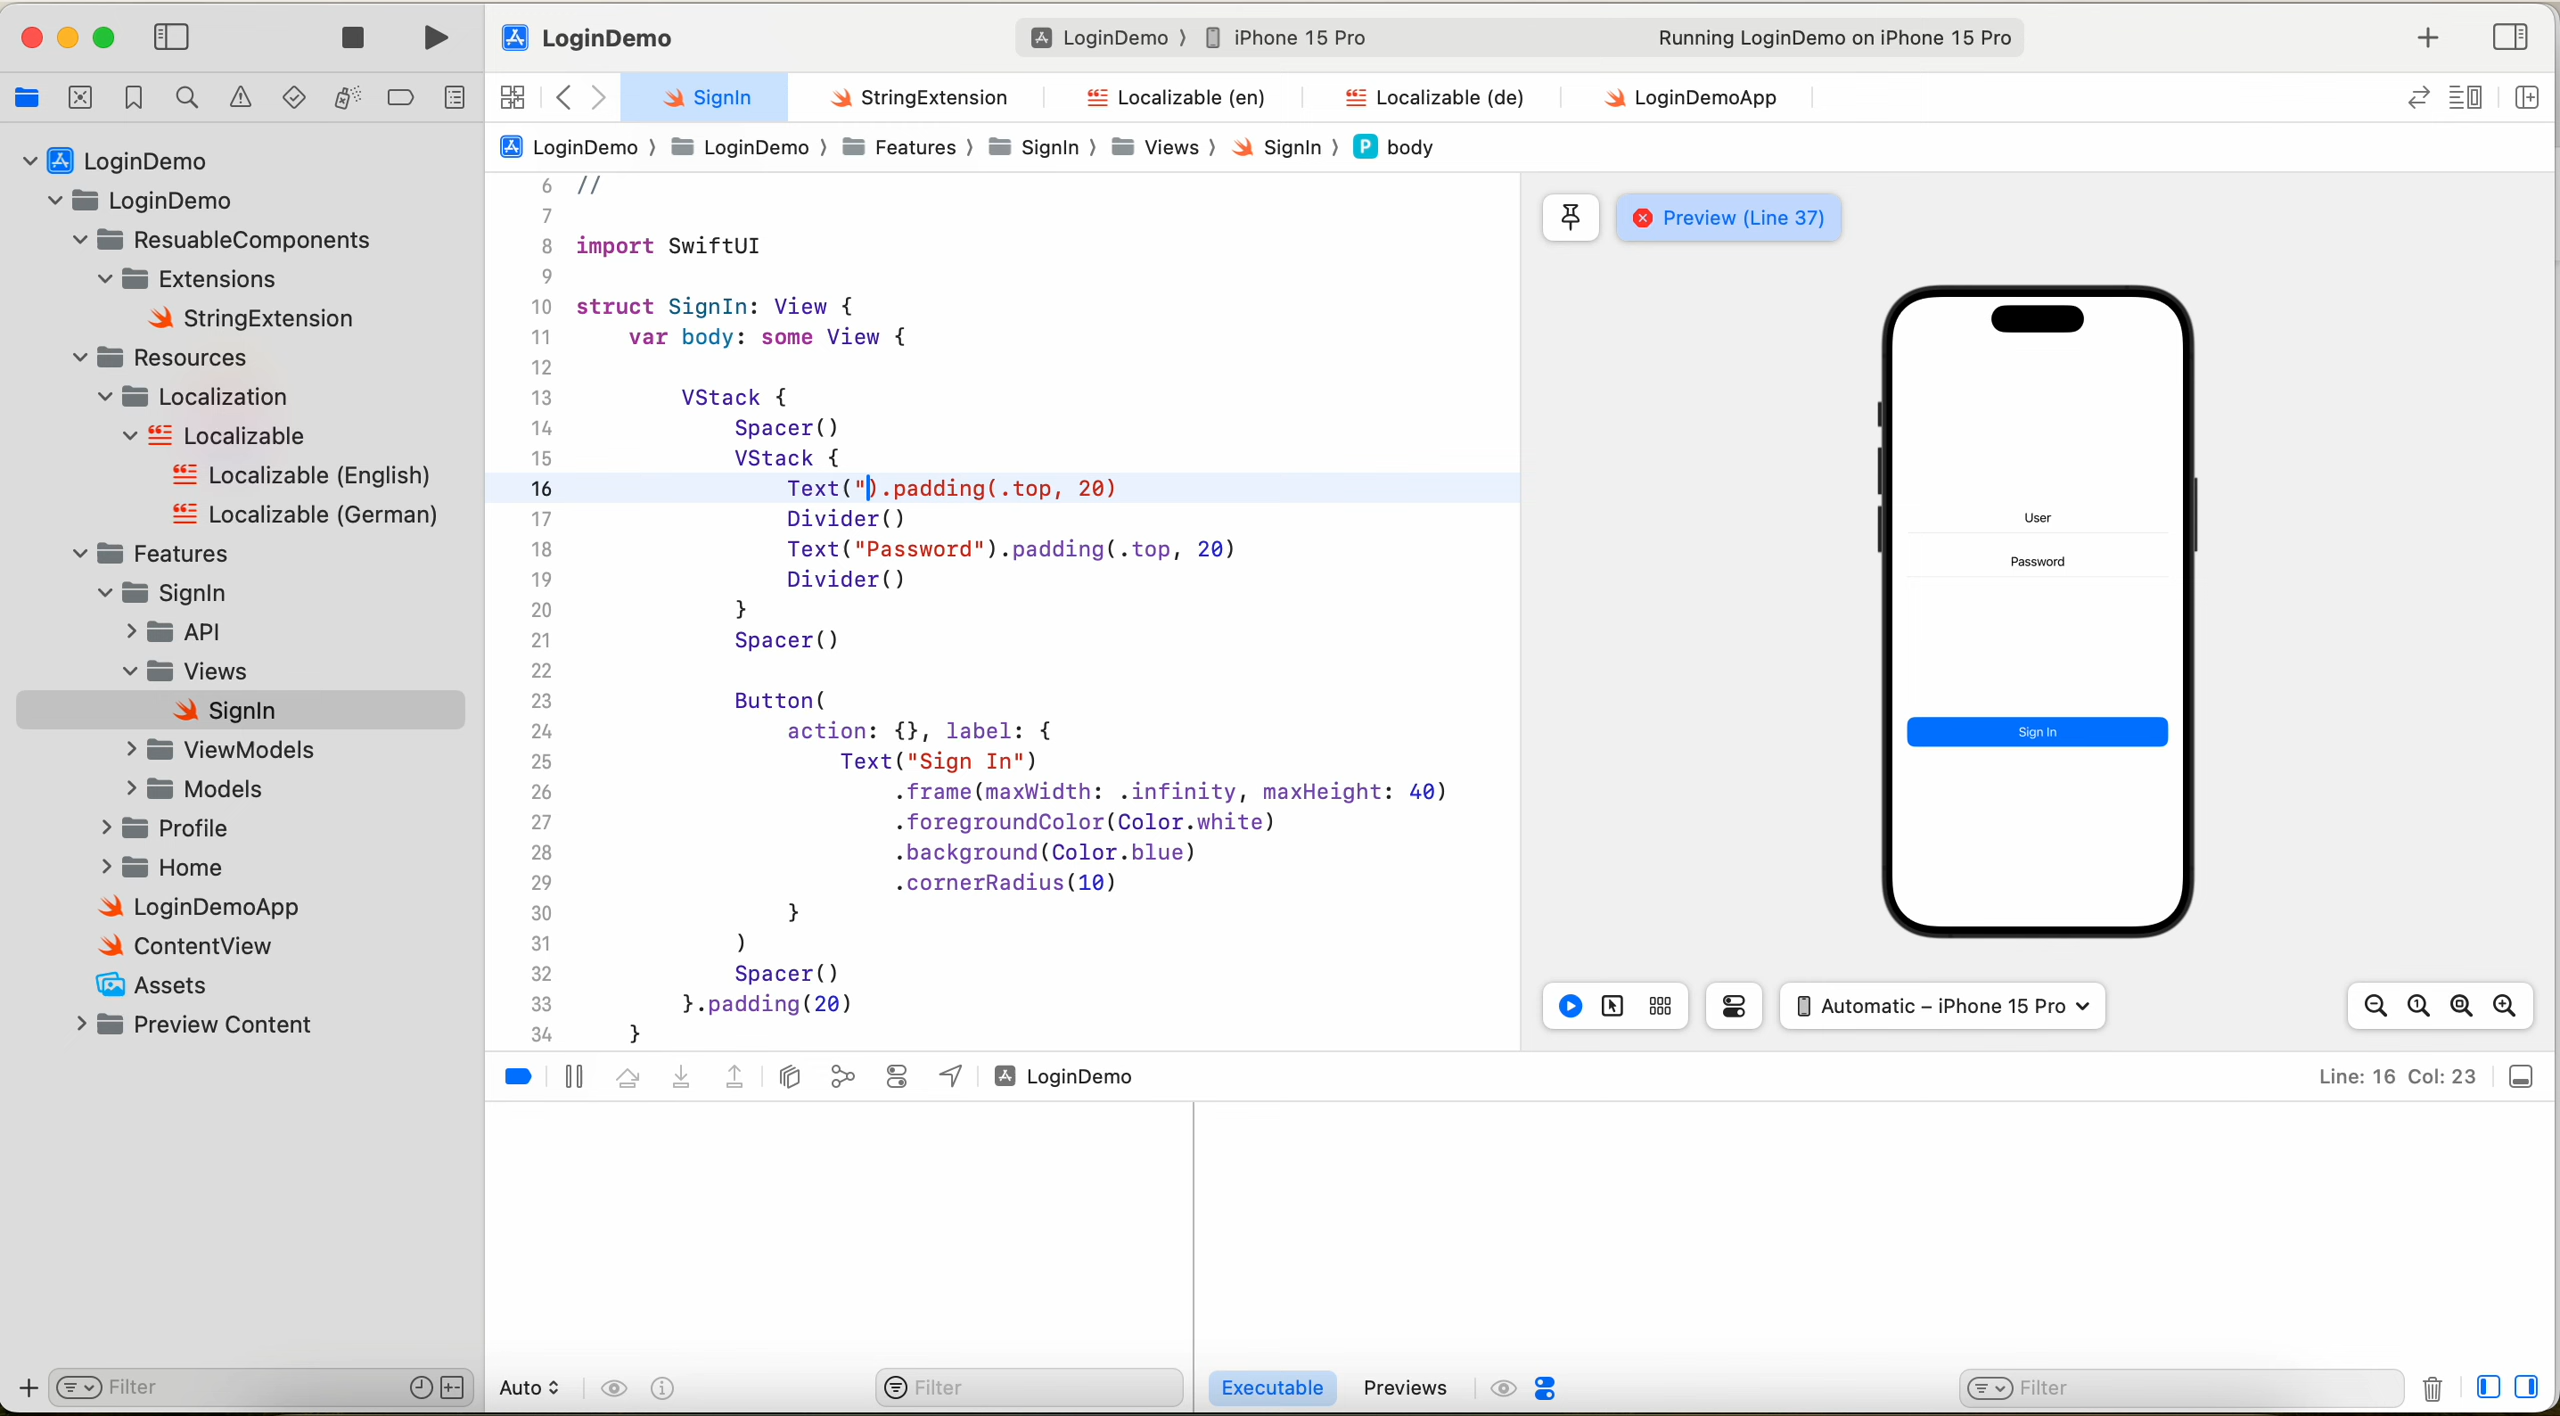 LoginDemo
LoginDemo
iPhone 15 Pro
Running LoginDemo on iPhone 15 Pro
SignIn
StringExtension
Localizable (en)
Localizable (de)
LoginDemoApp
LoginDemo
LoginDemo
Features
SignIn
Views
SignIn
P body
LoginDemo
LoginDemo
ResuableComponents
Extensions
StringExtension
Resources
Localization
Localizable
Localizable (English)
Localizable (German)
Features
SignIn
API
Views
SignIn
ViewModels
Models
Profile
Home
LoginDemoApp
ContentView
Assets
Preview Content
Filter
6 //
7
8 import SwiftUI
9
10 struct SignIn: View {
11 var body: some View {
12
13 VStack {
14 Spacer()
15 VStack {
16 Text(").padding(.top, 20)
17 Divider()
18 Text("Password").padding(.top, 20)
19 Divider()
20 }
21 Spacer()
22
23 Button(
24 action: {}, label: {
25 Text("Sign In")
26 .frame(maxWidth: .infinity, maxHeight: 40)
27 .foregroundColor(Color.white)
28 .background(Color.blue)
29 .cornerRadius(10)
30 }
31 )
32 Spacer()
33 }.padding(20)
34 }
Preview (Line 37)
User
Password
Sign In
Automatic – iPhone 15 Pro
LoginDemo
Line: 16 Col: 23
Auto
Filter
Executable
Previews
Filter